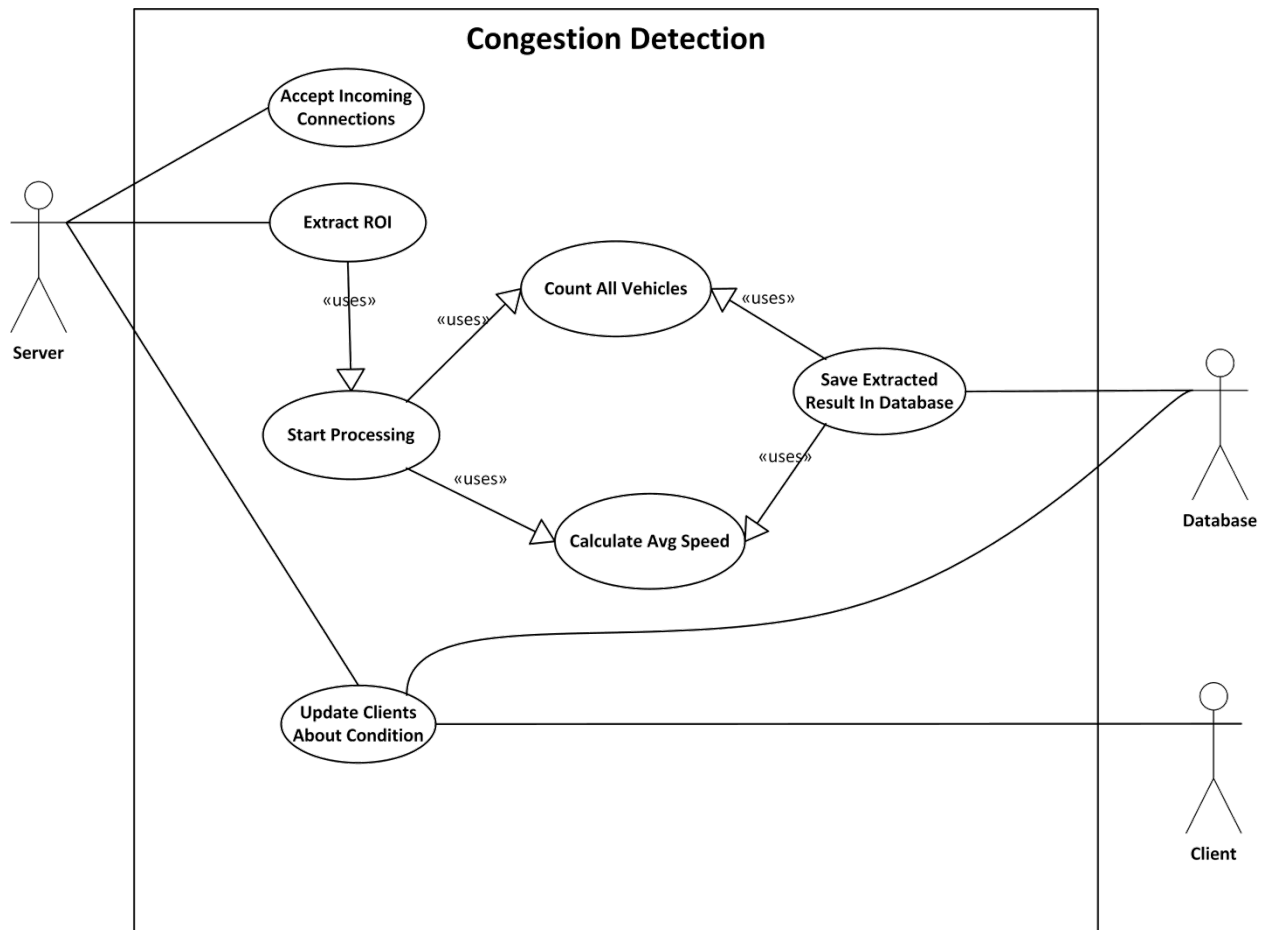 Congestion Detection
Accept Incoming
Connections
Extract ROI
«uses»
Count All Vehicles
«uses»
«uses»
Server
Save Extracted
Result In Database
Start Processing
«uses»
«uses»
Calculate Avg Speed
Database
Update Clients
About Condition
Client